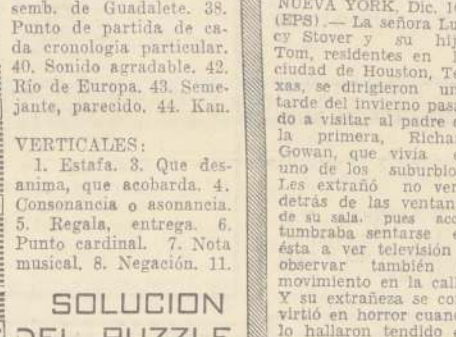 semb. de Guadalete. 38.
Punto de partida de ca-
da cronología particular.
40. Sonido agradable. 42.
Río de Europa. 43. Seme-
jante, parecido. 44. Kan.
VERTICALES:
1. Estafa. 3. Que des-
anima, que acobarda. 4.
Consonancia o asonancia.
5. Regala, entrega. 6.
Punto cardinal. 7. Nota
musical. 8. Negación. 11.
SOLUCION
DEL PUZZLE
NUEVA YORK, Dic. 1
(EPS).— La señora Lu
cy Stover y su hij
Tom, residentes en
ciudad de Houston, Te
xas, se dirigieron un
tarde del invierno pasa
do a visitar al padre d
la primera, Richar
Gowan, que vivía e
uno de los suburbio
Les extrañó no ver
detrás de las ventan
de su sala. pues aco
tumbraba sentarse e
ésta a ver televisión
observar también
movimiento en la call
Y su extrañeza se con
virtió en horror cuand
lo hallaron tendido e